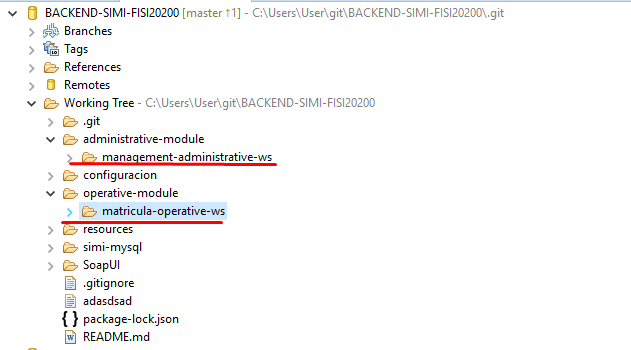 BACKEND-SIMI-FISI20200 [master ↑1] - C:\Users\User\git\BACKEND-SIMI-FISI20200\.git
Branches
Tags
References
Remotes
Working Tree - C:\Users\User\git\BACKEND-SIMI-FISI20200
.git
administrative-module
management-administrative-ws
configuracion
operative-module
matricula-operative-ws
resources
simi-mysql
SoapUI
.gitignore
adasdsad
{ } package-lock.json
README.md